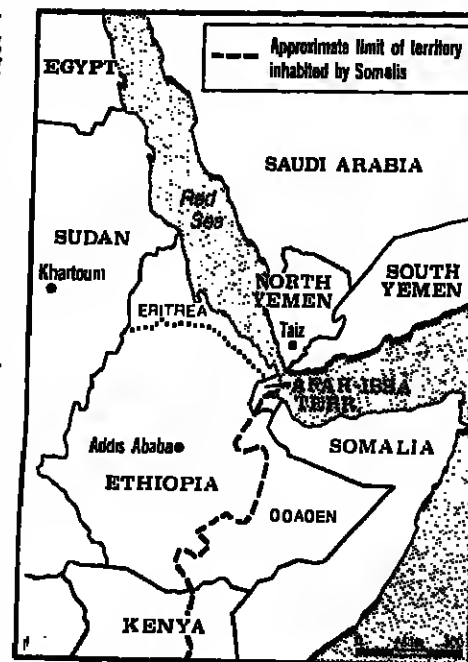 Approximate limit of territory
inhabited by Somalis
EGYPT
SAUDI ARABIA
Red
Sea
SUDAN
Khartoum
NORTH
YEMEN
SOUTH
YEMEN
ERITREA
Taiz
AFAR-ISSA
TERR.
SOMALIA
Addis Ababa
ETHIOPIA
OGADEN
KENYA
0